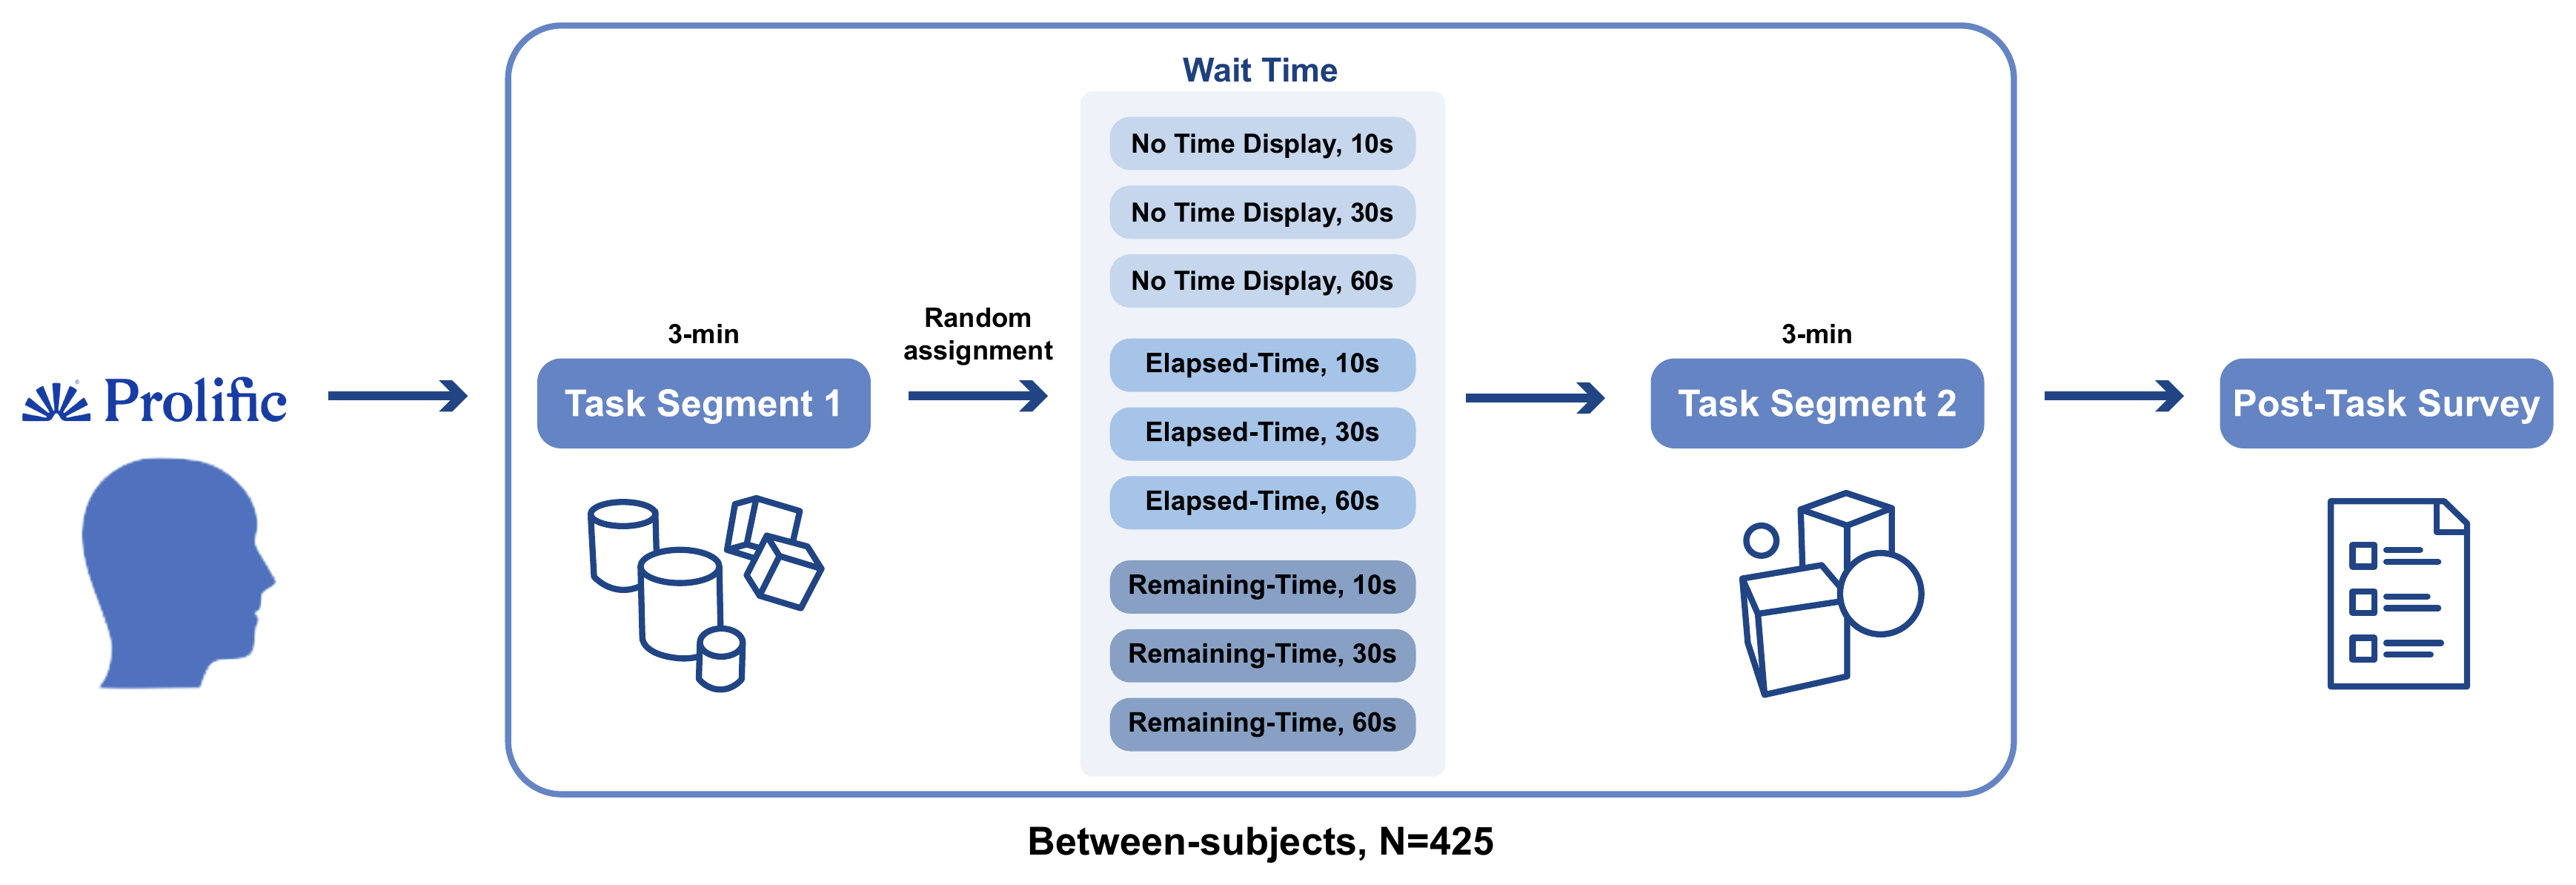 Prolific
3-min
Task Segment 1
Random
assignment
Wait Time
No Time Display, 10s
No Time Display, 30s
No Time Display, 60s
Elapsed-Time, 10s
Elapsed-Time, 30s
Elapsed-Time, 60s
Remaining-Time, 10s
Remaining-Time, 30s
Remaining-Time, 60s
3-min
Task Segment 2
Post-Task Survey
Between-subjects, N=425